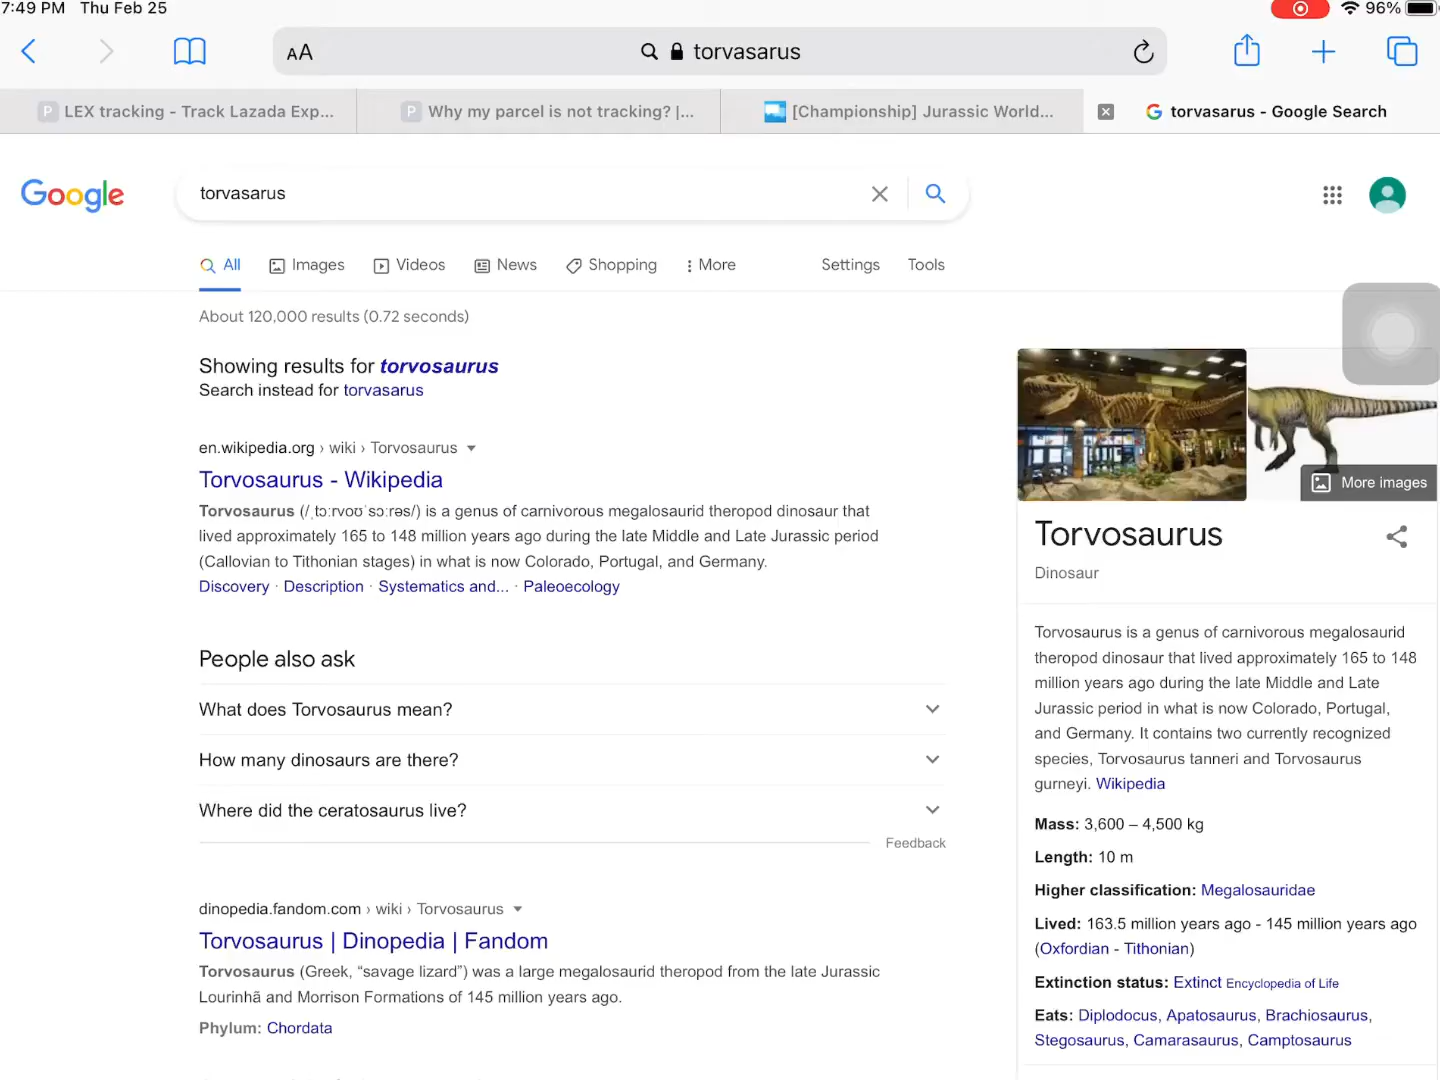 7:49 PM Thu Feb 25
96%
AA
torvasarus
LEX tracking - Track Lazada Exp...
Why my parcel is not tracking? |...
[Championship] Jurassic World...
torvasarus - Google Search
Google
torvasarus
All
Images
Videos
News
Shopping
More
Settings
Tools
About 120,000 results (0.72 seconds)
Showing results for torvosaurus
Search instead for torvasarus
en.wikipedia.org › wiki › Torvosaurus
Torvosaurus - Wikipedia
Torvosaurus (/ˌtɔːrvoʊˈsɔːrəs/) is a genus of carnivorous megalosaurid theropod dinosaur that
lived approximately 165 to 148 million years ago during the late Middle and Late Jurassic period
(Callovian to Tithonian stages) in what is now Colorado, Portugal, and Germany.
Discovery · Description · Systematics and... · Paleoecology
People also ask
What does Torvosaurus mean?
How many dinosaurs are there?
Where did the ceratosaurus live?
Feedback
dinopedia.fandom.com › wiki › Torvosaurus
Torvosaurus | Dinopedia | Fandom
Torvosaurus (Greek, “savage lizard”) was a large megalosaurid theropod from the late Jurassic
Lourinhã and Morrison Formations of 145 million years ago.
Phylum: Chordata
More images
Torvosaurus
Dinosaur
Torvosaurus is a genus of carnivorous megalosaurid
theropod dinosaur that lived approximately 165 to 148
million years ago during the late Middle and Late
Jurassic period in what is now Colorado, Portugal,
and Germany. It contains two currently recognized
species, Torvosaurus tanneri and Torvosaurus
gurneyi. Wikipedia
Mass: 3,600 – 4,500 kg
Length: 10 m
Higher classification: Megalosauridae
Lived: 163.5 million years ago - 145 million years ago
(Oxfordian - Tithonian)
Extinction status: Extinct Encyclopedia of Life
Eats: Diplodocus, Apatosaurus, Brachiosaurus,
Stegosaurus, Camarasaurus, Camptosaurus